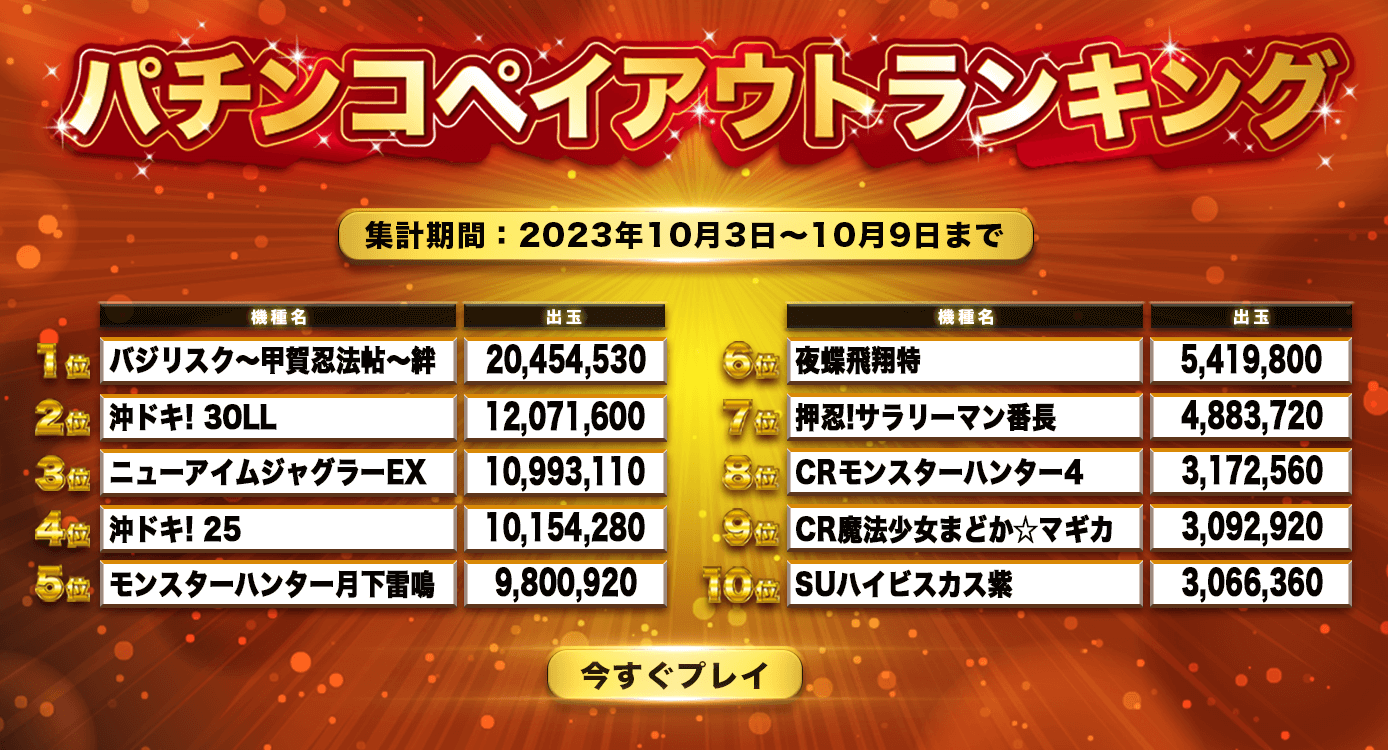 パチンコペイアウトランキング
集計期間：2023年10月3日～10月9日まで
機種名 出玉
1位 バジリスク～甲賀忍法帖～絆 20,454,530
2位 沖ドキ! 30LL 12,071,600
3位 ニューアイムジャグラーEX 10,993,110
4位 沖ドキ! 25 10,154,280
5位 モンスターハンター月下雷鳴 9,800,920
機種名 出玉
6位 夜蝶飛翔特 5,419,800
7位 押忍!サラリーマン番長 4,883,720
8位 CRモンスターハンター4 3,172,560
9位 CR魔法少女まどか☆マギカ 3,092,920
10位 SUハイビスカス紫 3,066,360
今すぐプレイ